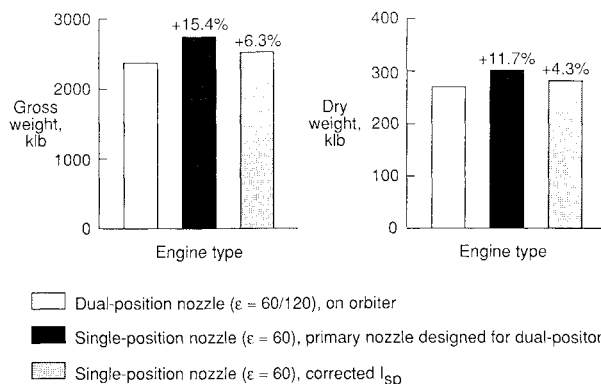 3000
2000
1000
0
Gross
weight,
klb
+15.4%
+6.3%
Engine type
400
300
200
100
0
Dry
weight,
klb
+11.7%
+4.3%
Engine type
Dual-position nozzle (ε = 60/120), on orbiter
Single-position nozzle (ε = 60), primary nozzle designed for dual-positor
Single-position nozzle (ε = 60), corrected Isp